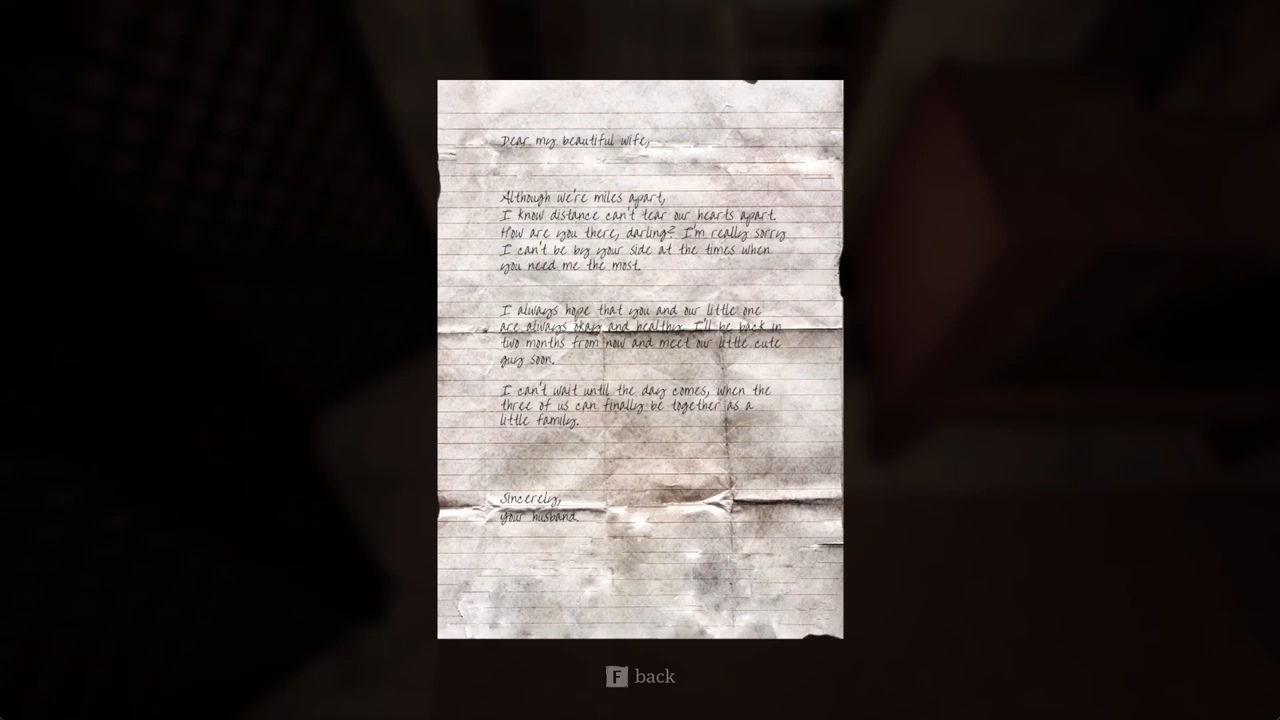 Dear my beautiful wife,
Although we're miles apart,
I know distance can't tear our hearts apart.
How are you there, darling? I'm really sorry
I can't be by your side at the times when
you need me the most.
I always hope that you and our little one
are always okay and healthy. I'll be back in
two months from now and meet our little cute
guy soon.
I can't wait until the day comes, when the
three of us can finally be together as a
little family.
Sincerely,
your husband.
F back